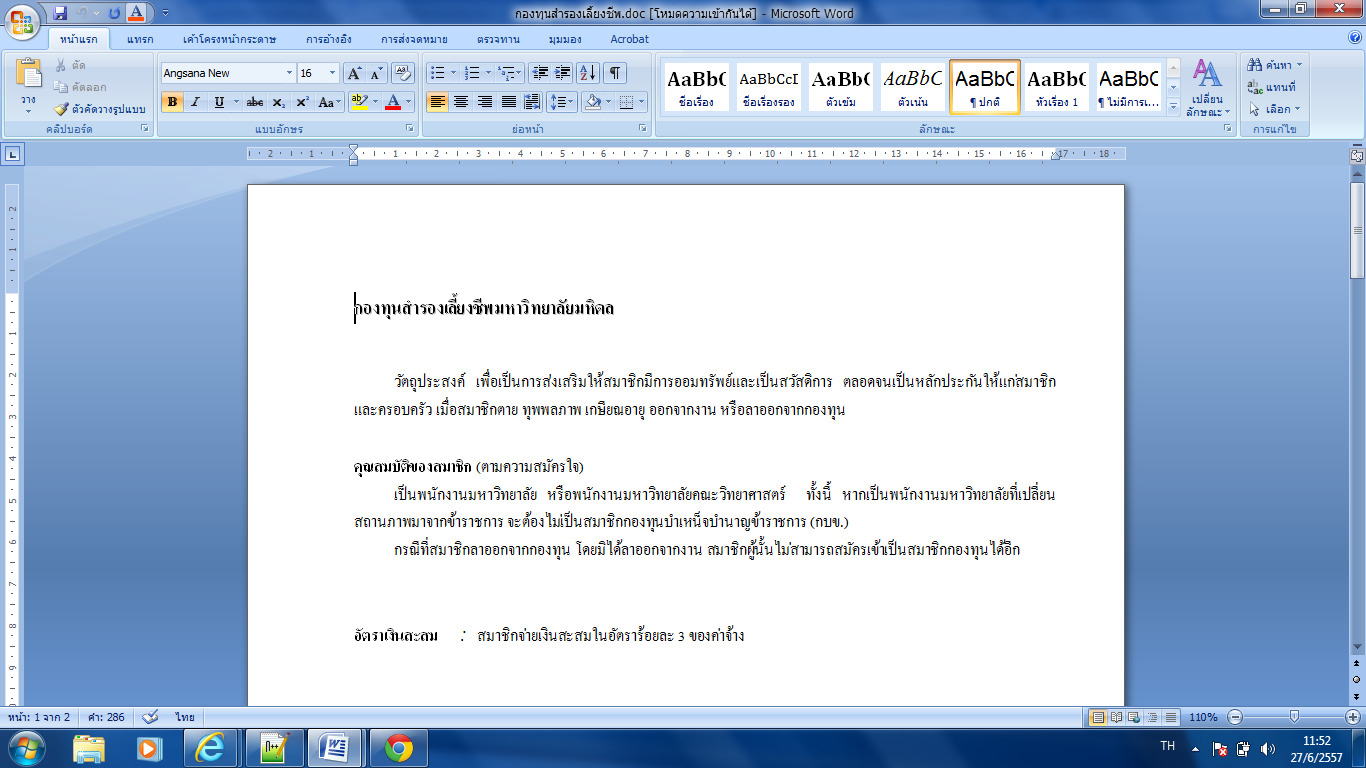 กองทุนสำรองเลี้ยงชีพ.doc [โหมดความเข้ากันได้] - Microsoft Word
หน้าแรก แทรก เค้าโครงหน้ากระดาษ การอ้างอิง การส่งจดหมาย ตรวจทาน มุมมอง Acrobat
วาง
ตัด
คัดลอก
ตัวคัดวางรูปแบบ
คลิปบอร์ด
Angsana New 16
แบบอักษร
ย่อหน้า
AaBbC AaBbCcI AaBbC AaBbC AaBbC AaBbC AaBbC
ชื่อเรื่อง ชื่อเรื่องรอง ตัวเข้ม ตัวเน้น ¶ ปกติ หัวเรื่อง 1 ¶ ไม่มีการเ...
เปลี่ยน
ลักษณะ
ลักษณะ
ค้นหา
แทนที่
เลือก
การแก้ไข
กองทุนสำรองเลี้ยงชีพมหาวิทยาลัยมหิดล
วัตถุประสงค์ เพื่อเป็นการส่งเสริมให้สมาชิกมีการออมทรัพย์และเป็นสวัสดิการ ตลอดจนเป็นหลักประกันให้แก่สมาชิก
และครอบครัว เมื่อสมาชิกตาย ทุพพลภาพ เกษียณอายุ ออกจากงาน หรือลาออกจากกองทุน
คุณสมบัติของสมาชิก (ตามความสมัครใจ)
เป็นพนักงานมหาวิทยาลัย หรือพนักงานมหาวิทยาลัยคณะวิทยาศาสตร์ ทั้งนี้ หากเป็นพนักงานมหาวิทยาลัยที่เปลี่ยน
สถานภาพมาจากข้าราชการ จะต้องไม่เป็นสมาชิกกองทุนบำเหน็จบำนาญข้าราชการ (กบข.)
กรณีที่สมาชิกลาออกจากกองทุน โดยมิได้ลาออกจากงาน สมาชิกผู้นั้นไม่สามารถสมัครเข้าเป็นสมาชิกกองทุนได้อีก
อัตราเงินสะสม : สมาชิกจ่ายเงินสะสมในอัตราร้อยละ 3 ของค่าจ้าง
หน้า: 1 จาก 2 คำ: 286 ไทย 110%
TH 11:52
27/6/2557